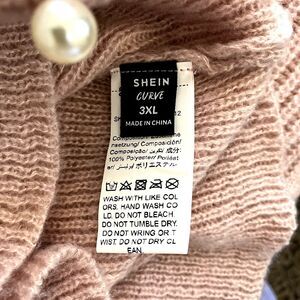 SHEIN
CURVE
3XL
MADE IN CHINA
100% Polyester/
WASH WITH LIKE COL
ORS. HAND WASH CO
LD. DO NOT BLEACH.
DO NOT TUMBLE DRY.
DO NOT WRING OR T
WIST. DO NOT DRY CL
EAN.